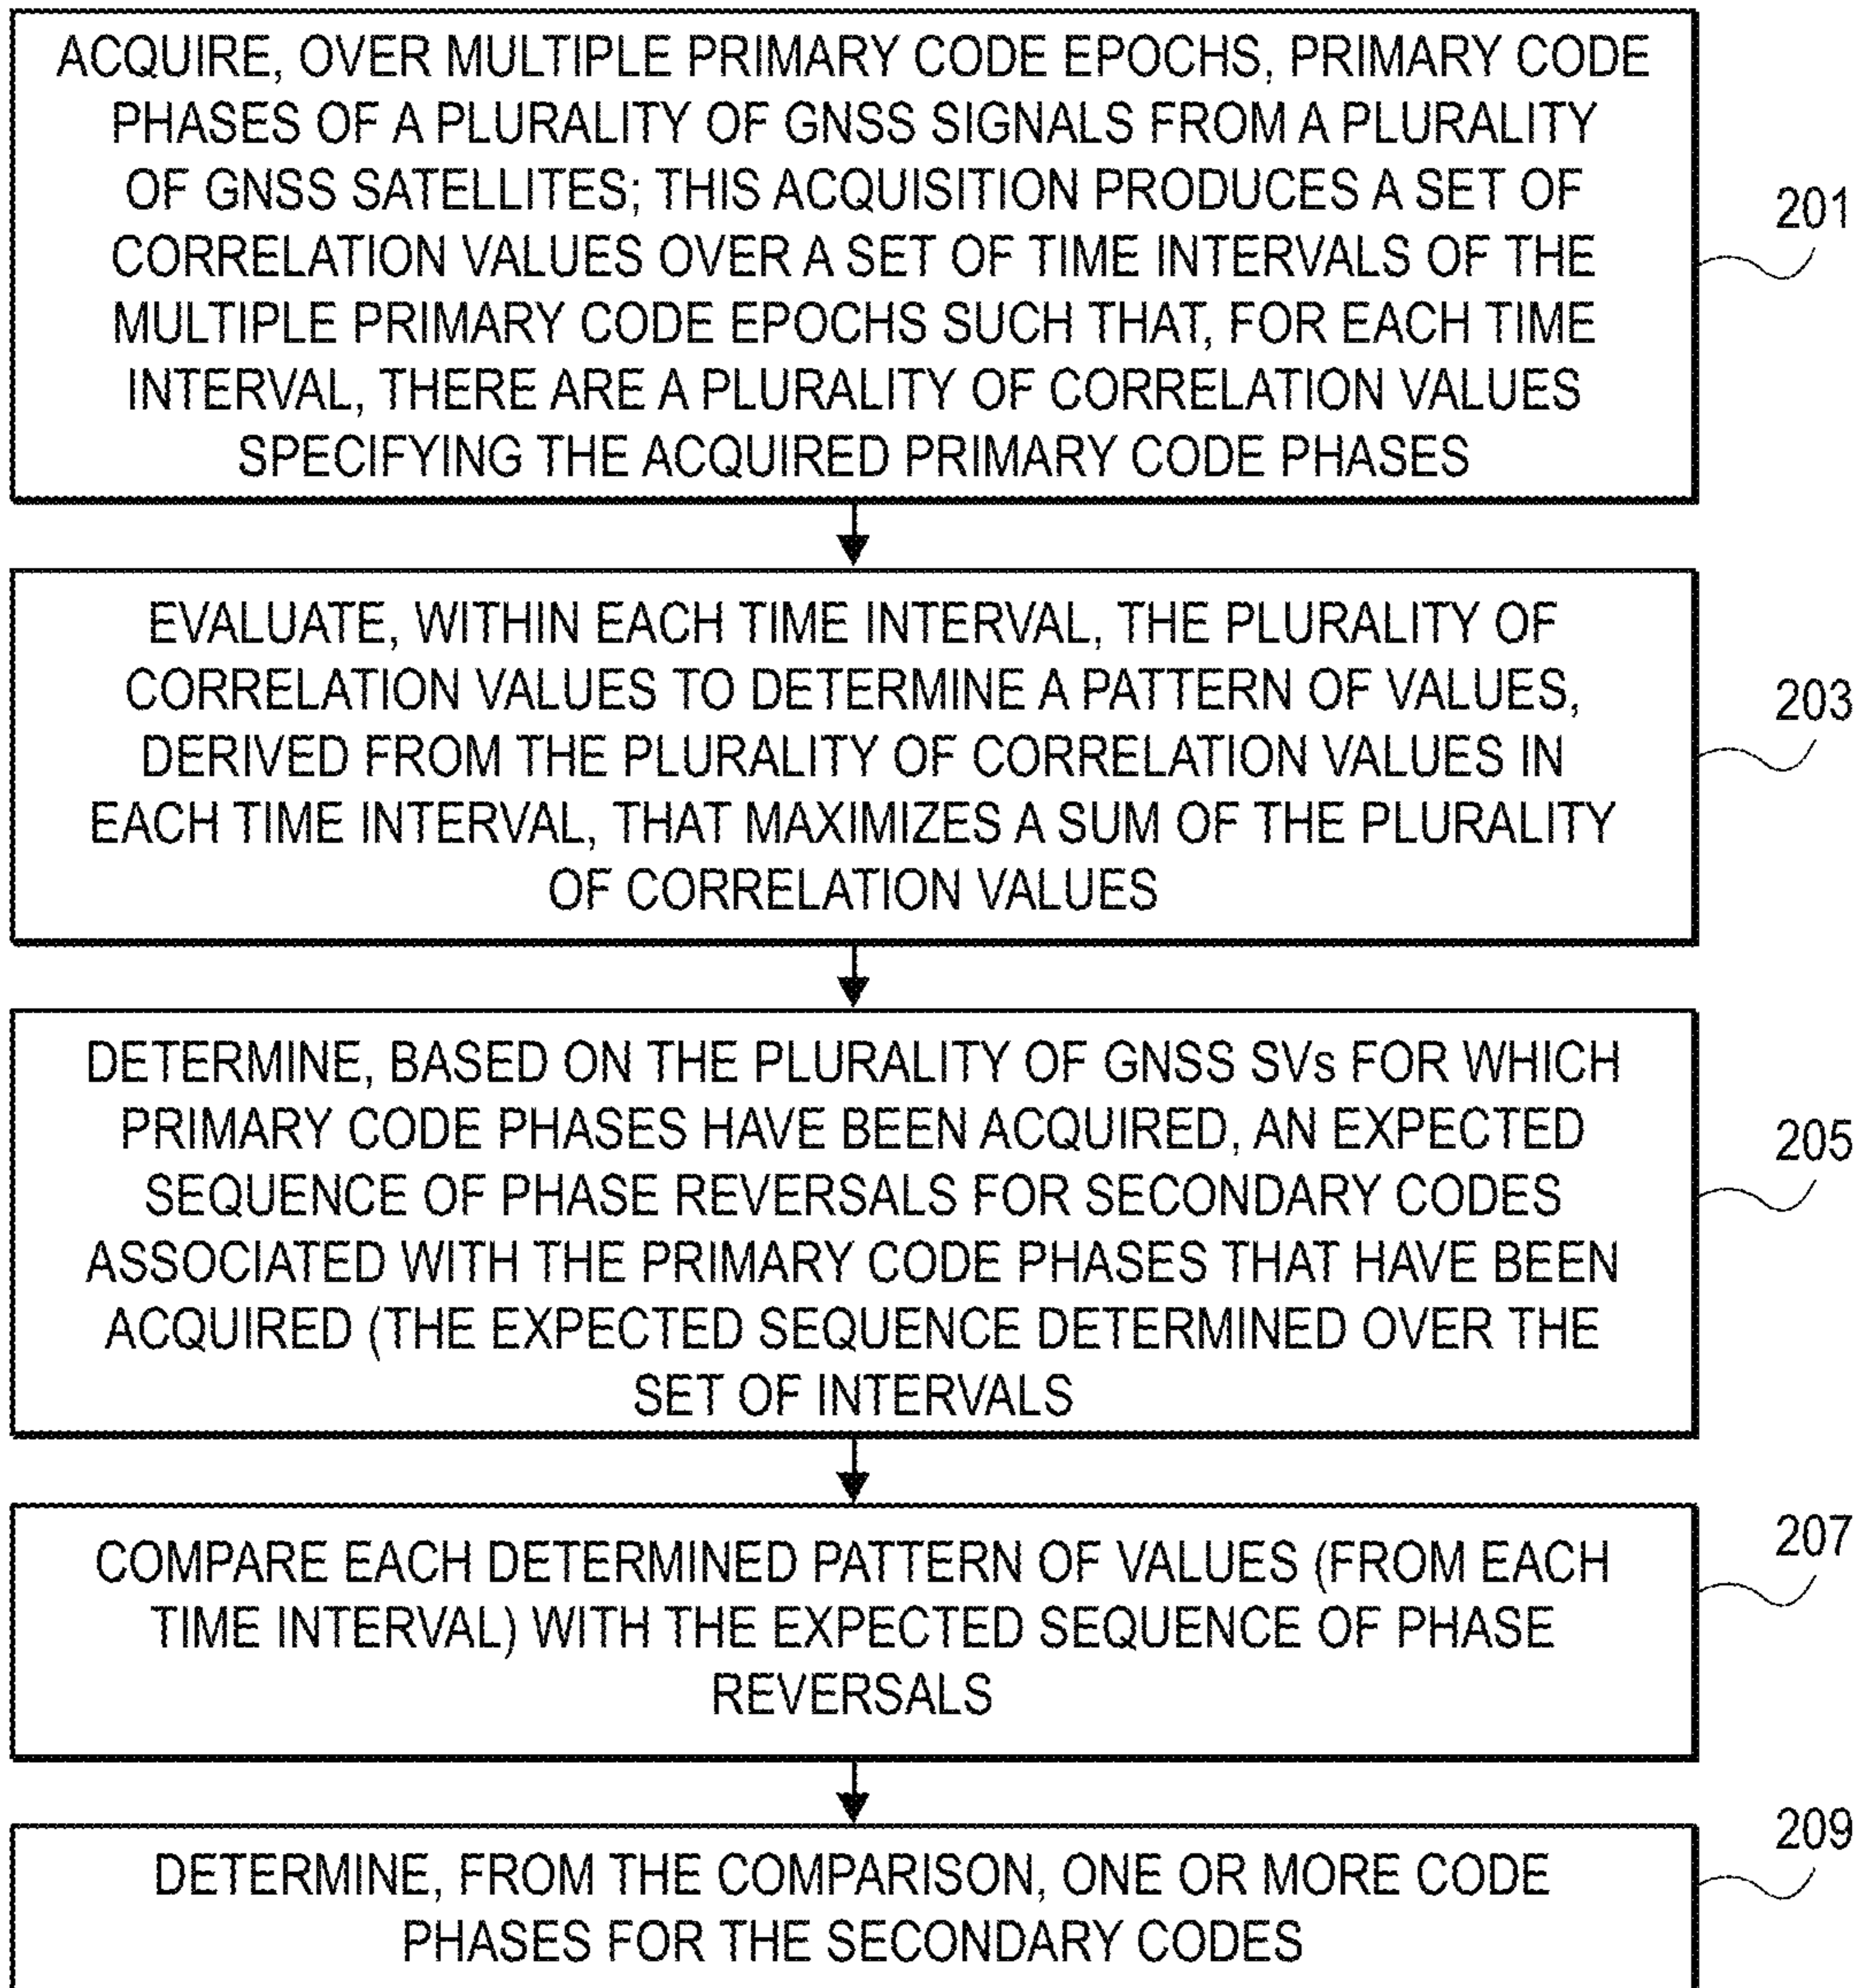 ACQUIRE, OVER MULTIPLE PRIMARY CODE EPOCHS, PRIMARY CODE
PHASES OF A PLURALITY OF GNSS SIGNALS FROM A PLURALITY
OF GNSS SATELLITES; THIS ACQUISITION PRODUCES A SET OF
CORRELATION VALUES OVER A SET OF TIME INTERVALS OF THE
MULTIPLE PRIMARY CODE EPOCHS SUCH THAT, FOR EACH TIME
INTERVAL, THERE ARE A PLURALITY OF CORRELATION VALUES
SPECIFYING THE ACQUIRED PRIMARY CODE PHASES
201
EVALUATE, WITHIN EACH TIME INTERVAL, THE PLURALITY OF
CORRELATION VALUES TO DETERMINE A PATTERN OF VALUES,
DERIVED FROM THE PLURALITY OF CORRELATION VALUES IN
EACH TIME INTERVAL, THAT MAXIMIZES A SUM OF THE PLURALITY
OF CORRELATION VALUES
203
DETERMINE, BASED ON THE PLURALITY OF GNSS SVs FOR WHICH
PRIMARY CODE PHASES HAVE BEEN ACQUIRED, AN EXPECTED
SEQUENCE OF PHASE REVERSALS FOR SECONDARY CODES
ASSOCIATED WITH THE PRIMARY CODE PHASES THAT HAVE BEEN
ACQUIRED (THE EXPECTED SEQUENCE DETERMINED OVER THE
SET OF INTERVALS
205
COMPARE EACH DETERMINED PATTERN OF VALUES (FROM EACH
TIME INTERVAL) WITH THE EXPECTED SEQUENCE OF PHASE
REVERSALS
207
DETERMINE, FROM THE COMPARISON, ONE OR MORE CODE
PHASES FOR THE SECONDARY CODES
209